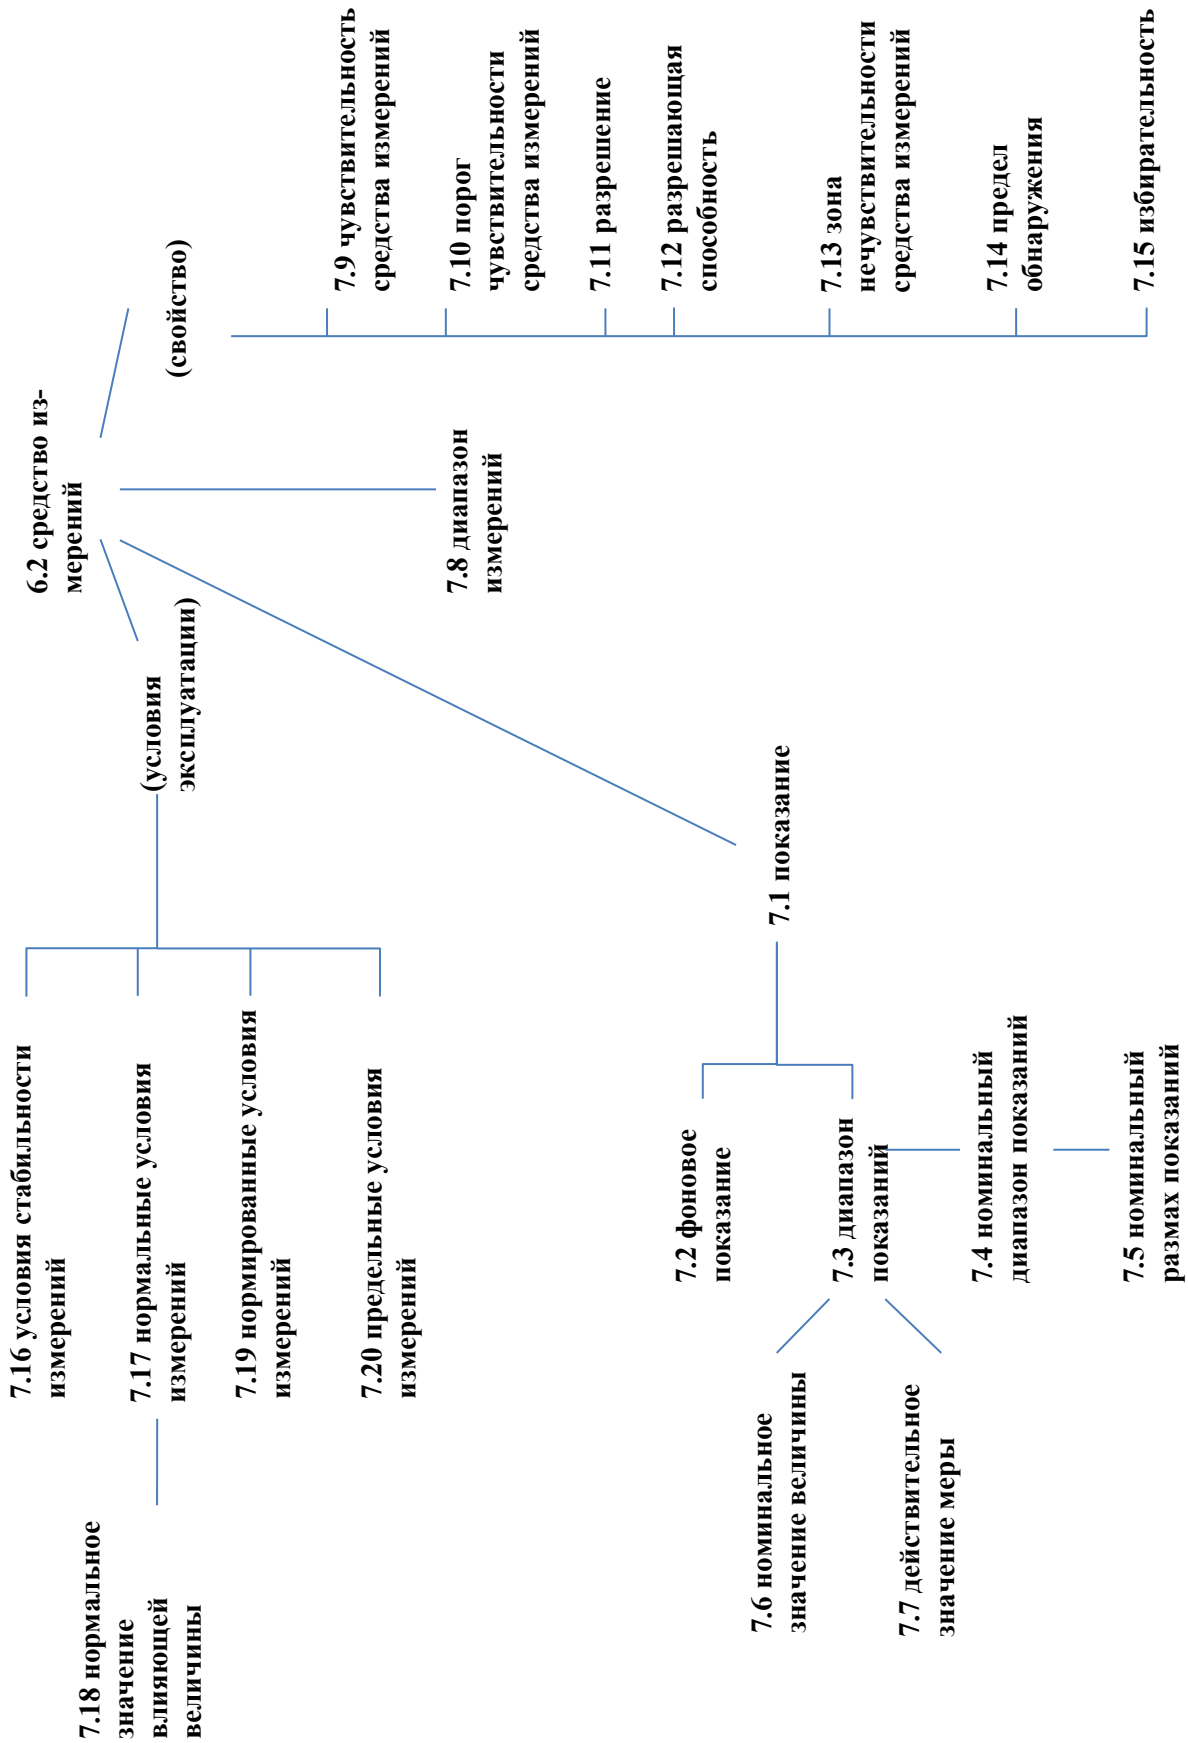 6.2 средство из-
мерений
(условия
эксплуатации)
(свойство)
7.16 условия стабильности
измерений
7.17 нормальные условия
измерений
7.18 нормальное
значение
влияющей
величины
7.19 нормированные условия
измерений
7.20 предельные условия
измерений
7.8 диапазон
измерений
7.9 чувствительность
средства измерений
7.10 порог
чувствительности
средства измерений
7.11 разрешение
7.12 разрешающая
способность
7.13 зона
нечувствительности
средства измерений
7.14 предел
обнаружения
7.15 избирательность
7.1 показание
7.2 фоновое
показание
7.3 диапазон
показаний
7.6 номинальное
значение величины
7.7 действительное
значение меры
7.4 номинальный
диапазон показаний
7.5 номинальный
размах показаний